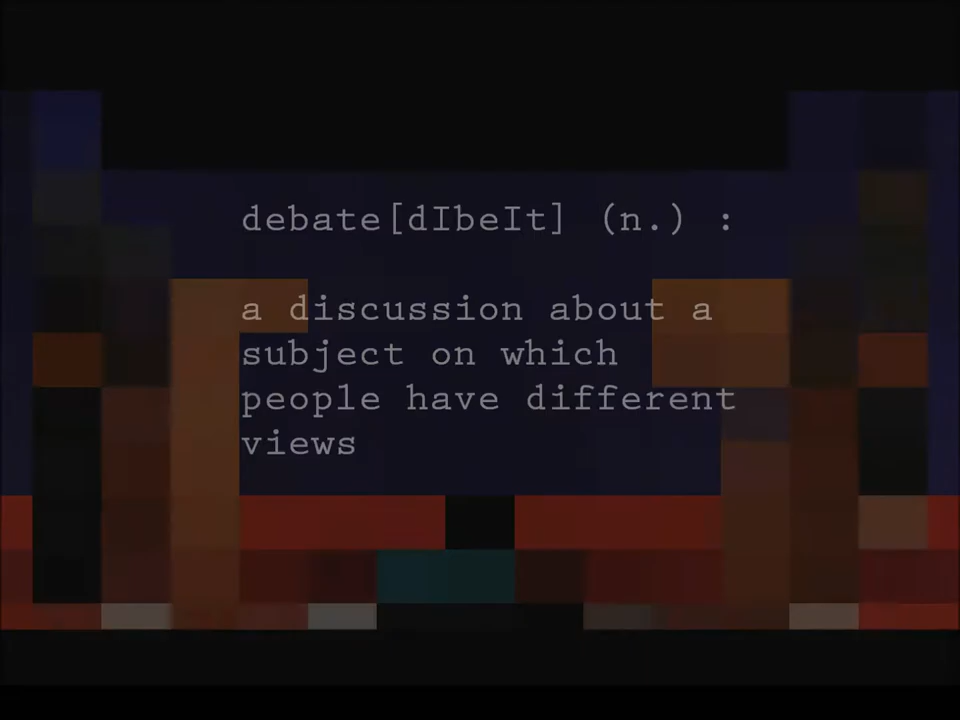 debate[dIbeIt] (n.) :
a discussion about a
subject on which
people have different
views